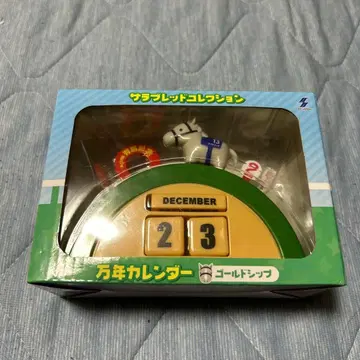 サラブレッドコレクション
DECEMBER
2 3
万年カレンダー
ゴールドシップ